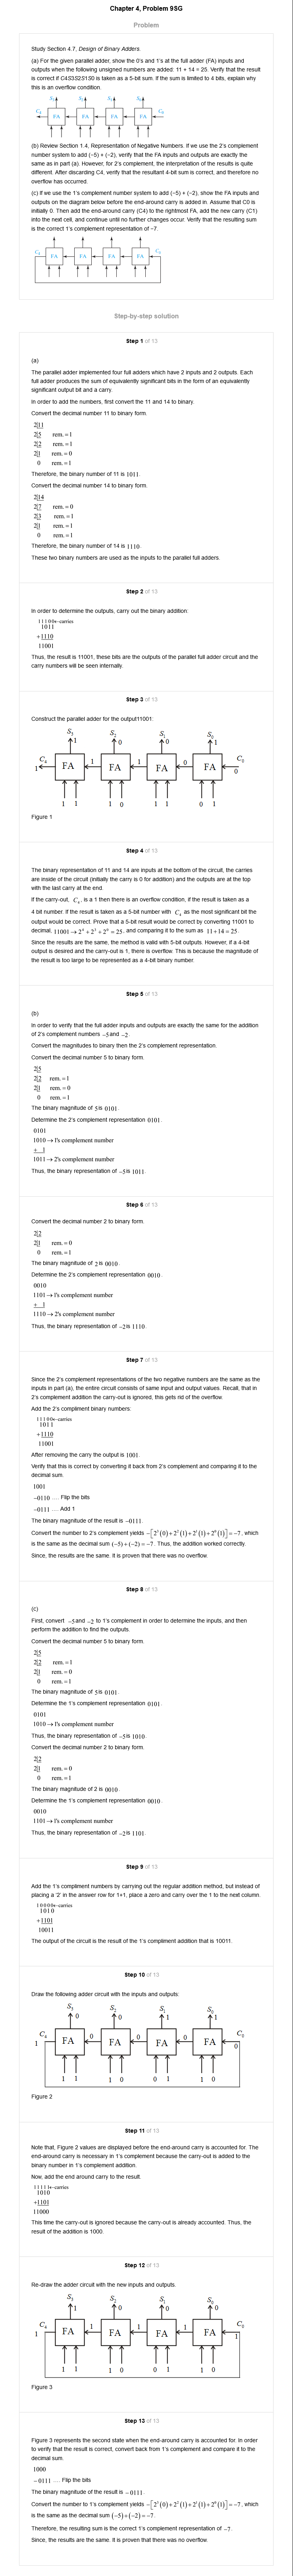 Chapter 4, Problem 9SG
Problem
Study Section 4.7, Design of Binary Adders.
(a) For the given parallel adder, show the 0's and 1's at the full adder (FA) inputs and
outputs when the following unsigned numbers are added: 11 + 14 = 25. Verify that the result
is correct if C4S3S2S1S0 is taken as a 5-bit sum. If the sum is limited to 4 bits, explain why
this is an overflow condition.
S3 S2 S1 S0
C4 FA FA FA FA C0
(b) Review Section 1.4, Representation of Negative Numbers. If we use the 2's complement
number system to add (−5) + (−2), verify that the FA inputs and outputs are exactly the
same as in part (a). However, for 2's complement, the interpretation of the results is quite
different. After discarding C4, verify that the resultant 4-bit sum is correct, and therefore no
overflow has occurred.
(c) If we use the 1's complement number system to add (−5) + (−2), show the FA inputs and
outputs on the diagram below before the end-around carry is added in. Assume that C0 is
initially 0. Then add the end-around carry (C4) to the rightmost FA, add the new carry (C1)
into the next cell, and continue until no further changes occur. Verify that the resulting sum
is the correct 1's complement representation of −7.
C4 FA FA FA FA C0
Step-by-step solution
Step 1 of 13
(a)
The parallel adder implemented four full adders which have 2 inputs and 2 outputs. Each
full adder produces the sum of equivalently significant bits in the form of an equivalently
significant output bit and a carry.
In order to add the numbers, first convert the 11 and 14 to binary.
Convert the decimal number 11 to binary form.
2|11
2|5 rem. = 1
2|2 rem. = 1
2|1 rem. = 0
0 rem. = 1
Therefore, the binary number of 11 is 1011.
Convert the decimal number 14 to binary form.
2|14
2|7 rem. = 0
2|3 rem. = 1
2|1 rem. = 1
0 rem. = 1
Therefore, the binary number of 14 is 1110.
These two binary numbers are used as the inputs to the parallel full adders.
Step 2 of 13
In order to determine the outputs, carry out the binary addition:
1 1 1 0 0←carries
1011
+1110
11001
Thus, the result is 11001, these bits are the outputs of the parallel full adder circuit and the
carry numbers will be seen internally.
Step 3 of 13
Construct the parallel adder for the output11001:
S3 S2 S1 S0
1 0 0 1
C4 C0
1 FA 1 FA 1 FA 0 FA 0
1 1 1 0 1 1 0 1
Figure 1
Step 4 of 13
The binary representation of 11 and 14 are inputs at the bottom of the circuit, the carries
are inside of the circuit (initially the carry is 0 for addition) and the outputs are at the top
with the last carry at the end.
If the carry-out, C4, is a 1 then there is an overflow condition, if the result is taken as a
4 bit number. If the result is taken as a 5-bit number with C4 as the most significant bit the
output would be correct. Prove that a 5-bit result would be correct by converting 11001 to
decimal, 11001 → 2^4 + 2^3 + 2^0 = 25, and comparing it to the sum as 11+14 = 25.
Since the results are the same, the method is valid with 5-bit outputs. However, if a 4-bit
output is desired and the carry-out is 1, there is overflow. This is because the magnitude of
the result is too large to be represented as a 4-bit binary number.
Step 5 of 13
(b)
In order to verify that the full adder inputs and outputs are exactly the same for the addition
of 2's complement numbers −5 and −2.
Convert the magnitudes to binary then the 2's complement representation.
Convert the decimal number 5 to binary form.
2|5
2|2 rem. = 1
2|1 rem. = 0
0 rem. = 1
The binary magnitude of 5 is 0101.
Determine the 2's complement representation 0101.
0101
1010 → 1's complement number
+ 1
1011 → 2's complement number
Thus, the binary representation of −5 is 1011.
Step 6 of 13
Convert the decimal number 2 to binary form.
2|2
2|1 rem. = 0
0 rem. = 1
The binary magnitude of 2 is 0010.
Determine the 2's complement representation 0010.
0010
1101 → 1's complement number
+ 1
1110 → 2's complement number
Thus, the binary representation of −2 is 1110.
Step 7 of 13
Since the 2's complement representations of the two negative numbers are the same as the
inputs in part (a), the entire circuit consists of same input and output values. Recall, that in
2's complement addition the carry-out is ignored, this gets rid of the overflow.
Add the 2's compliment binary numbers:
1 1 1 0 0←carries
1011
+1110
11001
After removing the carry the output is 1001.
Verify that this is correct by converting it back from 2's complement and comparing it to the
decimal sum.
1001
−0110 .... Flip the bits
−0111 .... Add 1
The binary magnitude of the result is −0111.
Convert the number to 2's complement yields −[2^3(0)+2^2(1)+2^1(1)+2^0(1)] = −7, which
is the same as the decimal sum (−5)+(−2) = −7. Thus, the addition worked correctly.
Since, the results are the same. It is proven that there was no overflow.
Step 8 of 13
(c)
First, convert −5 and −2 to 1's complement in order to determine the inputs, and then
perform the addition to find the outputs.
Convert the decimal number 5 to binary form.
2|5
2|2 rem. = 1
2|1 rem. = 0
0 rem. = 1
The binary magnitude of 5 is 0101.
Determine the 1's complement representation 0101.
0101
1010 → 1's complement number
Thus, the binary representation of −5 is 1010.
Convert the decimal number 2 to binary form.
2|2
2|1 rem. = 0
0 rem. = 1
The binary magnitude of 2 is 0010.
Determine the 1's complement representation 0010.
0010
1101 → 1's complement number
Thus, the binary representation of −2 is 1101.
Step 9 of 13
Add the 1's compliment numbers by carrying out the regular addition method, but instead of
placing a '2' in the answer row for 1+1, place a zero and carry over the 1 to the next column.
1 0 0 0 0←carries
1010
+1101
10011
The output of the circuit is the result of the 1's compliment addition that is 10011.
Step 10 of 13
Draw the following adder circuit with the inputs and outputs:
S3 S2 S1 S0
0 0 1 1
C4 C0
1 FA 0 FA 0 FA 0 FA 0
1 1 1 0 0 1 1 0
Figure 2
Step 11 of 13
Note that, Figure 2 values are displayed before the end-around carry is accounted for. The
end-around carry is necessary in 1's complement because the carry-out is added to the
binary number in 1's complement addition.
Now, add the end around carry to the result.
1 1 1 1 1←carries
1010
+1101
11000
This time the carry-out is ignored because the carry-out is already accounted. Thus, the
result of the addition is 1000.
Step 12 of 13
Re-draw the adder circuit with the new inputs and outputs.
S3 S2 S1 S0
1 0 0 0
C4 C0
1 FA 1 FA 1 FA 1 FA 1
1 1 1 0 0 1 1 0
Figure 3
Step 13 of 13
Figure 3 represents the second state when the end-around carry is accounted for. In order
to verify that the result is correct, convert back from 1's complement and compare it to the
decimal sum.
1000
−0111 .... Flip the bits
The binary magnitude of the result is −0111.
Convert the number to 1's complement yields −[2^3(0)+2^2(1)+2^1(1)+2^0(1)] = −7, which
is the same as the decimal sum (−5)+(−2) = −7.
Therefore, the resulting sum is the correct 1's complement representation of −7.
Since, the results are the same. It is proven that there was no overflow.